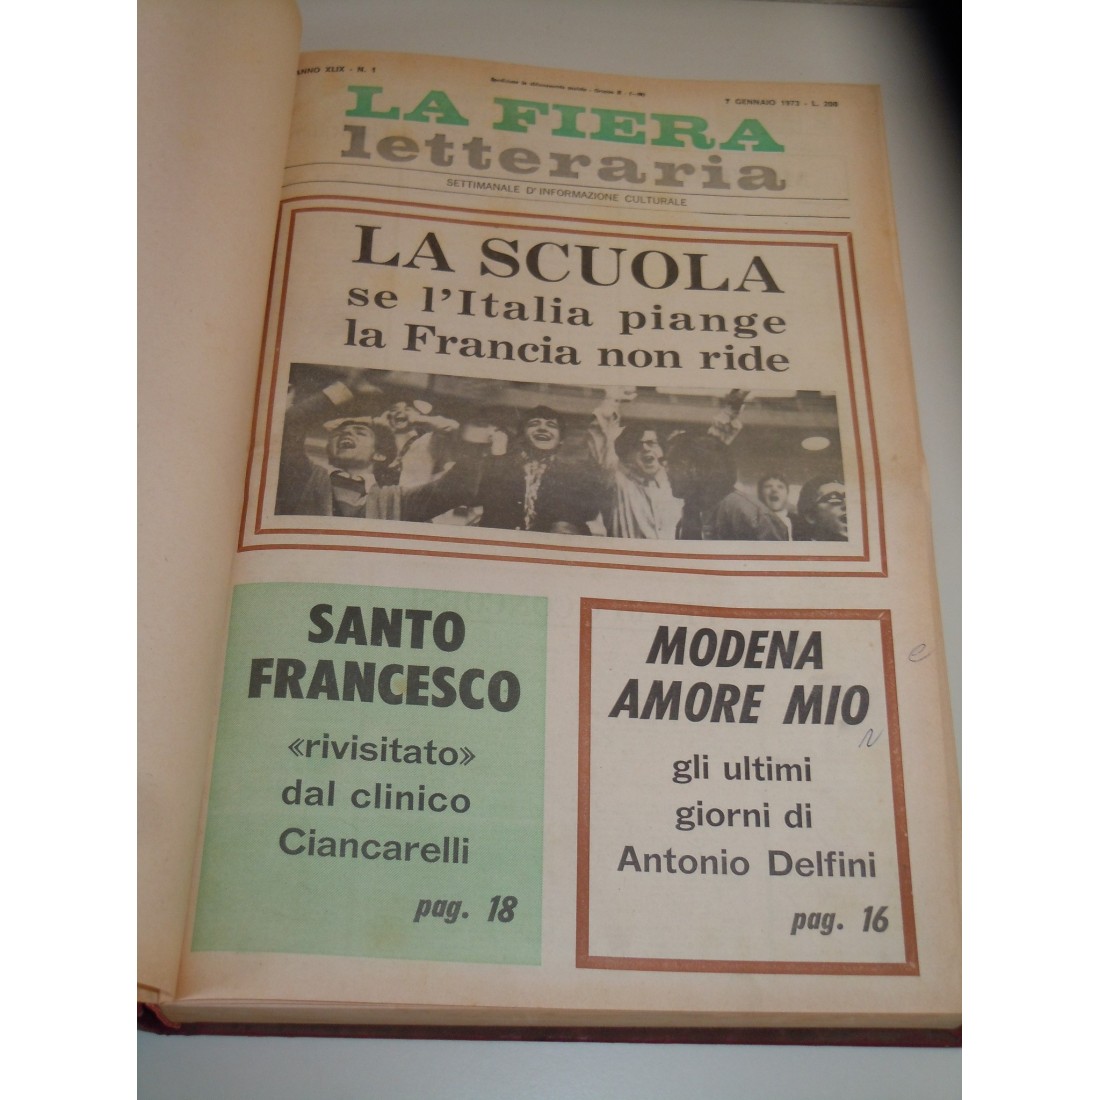 ANNO XLIX - N. 1
7 GENNAIO 1973 - L. 200
LA FIERA
letteraria
SETTIMANALE D'INFORMAZIONE CULTURALE
LA SCUOLA
se l'Italia piange
la Francia non ride
SANTO
FRANCESCO
«rivisitato»
dal clinico
Ciancarelli
pag. 18
MODENA
AMORE MIO
gli ultimi
giorni di
Antonio Delfini
pag. 16